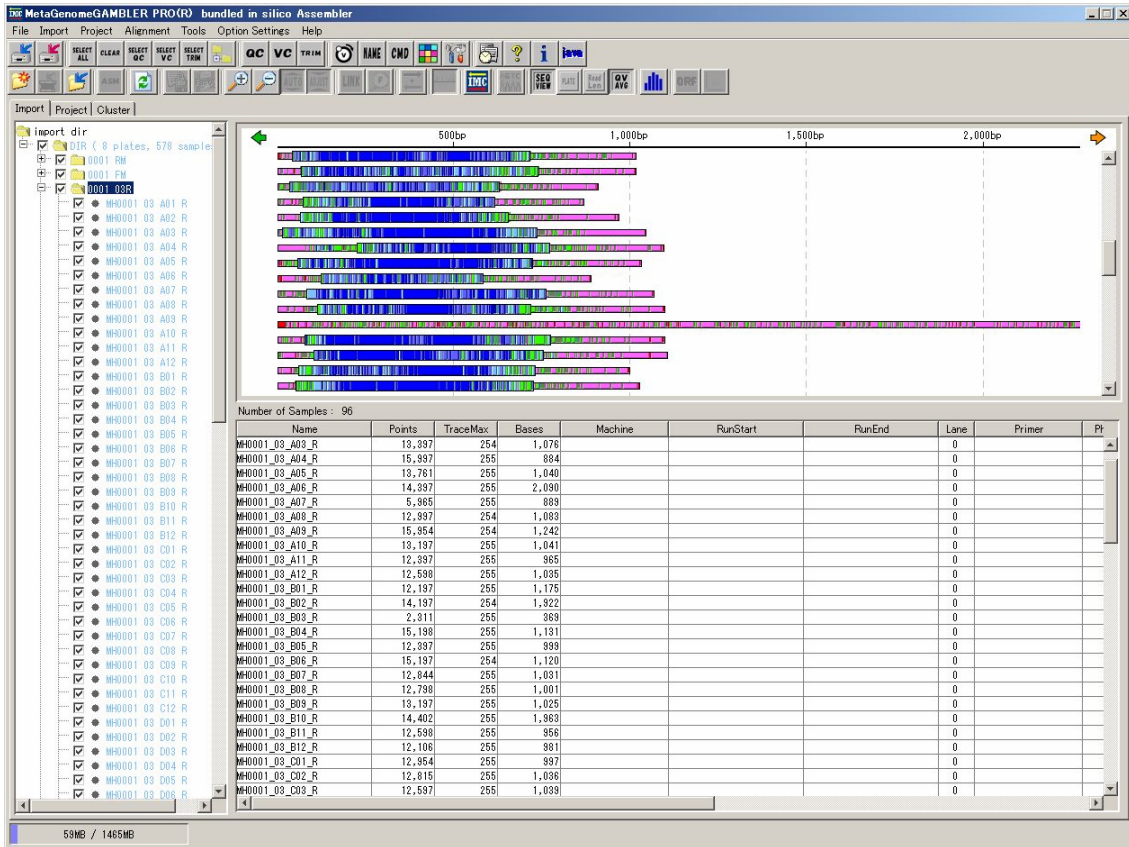 MetaGenomeGAMBLER PRO(R) bundled in silico Assembler
File Import Project Alignment Tools Option Settings Help
SELECT ALL CLEAR SELECT QC SELECT VC SELECT TRIM QC VC TRIM NAME CMD java
ASM AUTO LINK IMC SEQ VIEW PLATE Read Len QV AVG ORF
Import Project Cluster
import dir
DIR ( 8 plates, 578 sample
0001 RM
0001 FM
0001 03R
MH0001 03 A01 R
MH0001 03 A02 R
MH0001 03 A03 R
MH0001 03 A04 R
MH0001 03 A05 R
MH0001 03 A06 R
MH0001 03 A07 R
MH0001 03 A08 R
MH0001 03 A09 R
MH0001 03 A10 R
MH0001 03 A11 R
MH0001 03 A12 R
MH0001 03 B01 R
MH0001 03 B02 R
MH0001 03 B03 R
MH0001 03 B04 R
MH0001 03 B05 R
MH0001 03 B06 R
MH0001 03 B07 R
MH0001 03 B08 R
MH0001 03 B09 R
MH0001 03 B10 R
MH0001 03 B11 R
MH0001 03 B12 R
MH0001 03 C01 R
MH0001 03 C02 R
MH0001 03 C03 R
MH0001 03 C04 R
MH0001 03 C05 R
MH0001 03 C06 R
MH0001 03 C07 R
MH0001 03 C08 R
MH0001 03 C09 R
MH0001 03 C10 R
MH0001 03 C11 R
MH0001 03 C12 R
MH0001 03 D01 R
MH0001 03 D02 R
MH0001 03 D03 R
MH0001 03 D04 R
MH0001 03 D05 R
MH0001 03 D06 R
500bp 1,000bp 1,500bp 2,000bp
Number of Samples : 96
Name Points TraceMax Bases Machine RunStart RunEnd Lane Primer
MH0001_03_A03_R 13,397 254 1,076 0
MH0001_03_A04_R 15,997 255 884 0
MH0001_03_A05_R 13,761 255 1,040 0
MH0001_03_A06_R 14,397 255 2,090 0
MH0001_03_A07_R 5,965 255 889 0
MH0001_03_A08_R 12,997 254 1,083 0
MH0001_03_A09_R 15,954 255 1,242 0
MH0001_03_A10_R 13,197 255 1,041 0
MH0001_03_A11_R 12,397 255 965 0
MH0001_03_A12_R 12,598 255 1,035 0
MH0001_03_B01_R 12,197 255 1,175 0
MH0001_03_B02_R 14,197 254 1,922 0
MH0001_03_B03_R 2,311 255 369 0
MH0001_03_B04_R 15,198 255 1,131 0
MH0001_03_B05_R 12,397 255 999 0
MH0001_03_B06_R 15,197 254 1,120 0
MH0001_03_B07_R 12,844 255 1,031 0
MH0001_03_B08_R 12,798 255 1,001 0
MH0001_03_B09_R 13,197 255 1,025 0
MH0001_03_B10_R 14,402 255 1,963 0
MH0001_03_B11_R 12,598 255 956 0
MH0001_03_B12_R 12,106 255 981 0
MH0001_03_C01_R 12,954 255 997 0
MH0001_03_C02_R 12,815 255 1,036 0
MH0001_03_C03_R 12,597 255 1,039 0
59MB / 1465MB